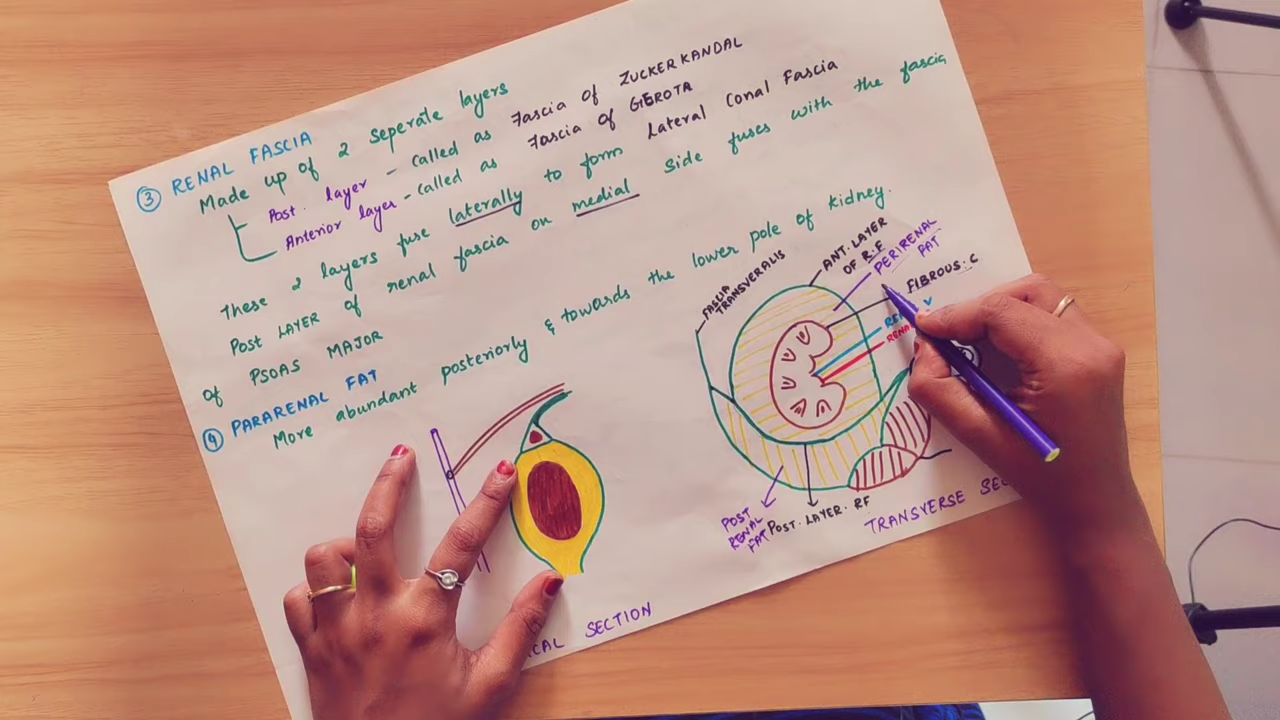 ③ RENAL FASCIA
Made up of 2 seperate layers
Post. layer - called as Fascia of ZUCKERKANDAL
Anterior layer - called as Fascia of GEROTA
These 2 layers fuse laterally to form Lateral Conal Fascia
Post LAYER of renal fascia on medial side fuses with the fascia
of PSOAS MAJOR
④ PARARENAL FAT
More abundant posteriorly & towards the lower pole of kidney.
FASCIA
TRANSVERALIS
ANT. LAYER
OF R.F
PERIRENAL
FAT
FIBROUS.C
V
POST
RENAL
FAT
POST. LAYER. RF
TRANSVERSE
SECTION